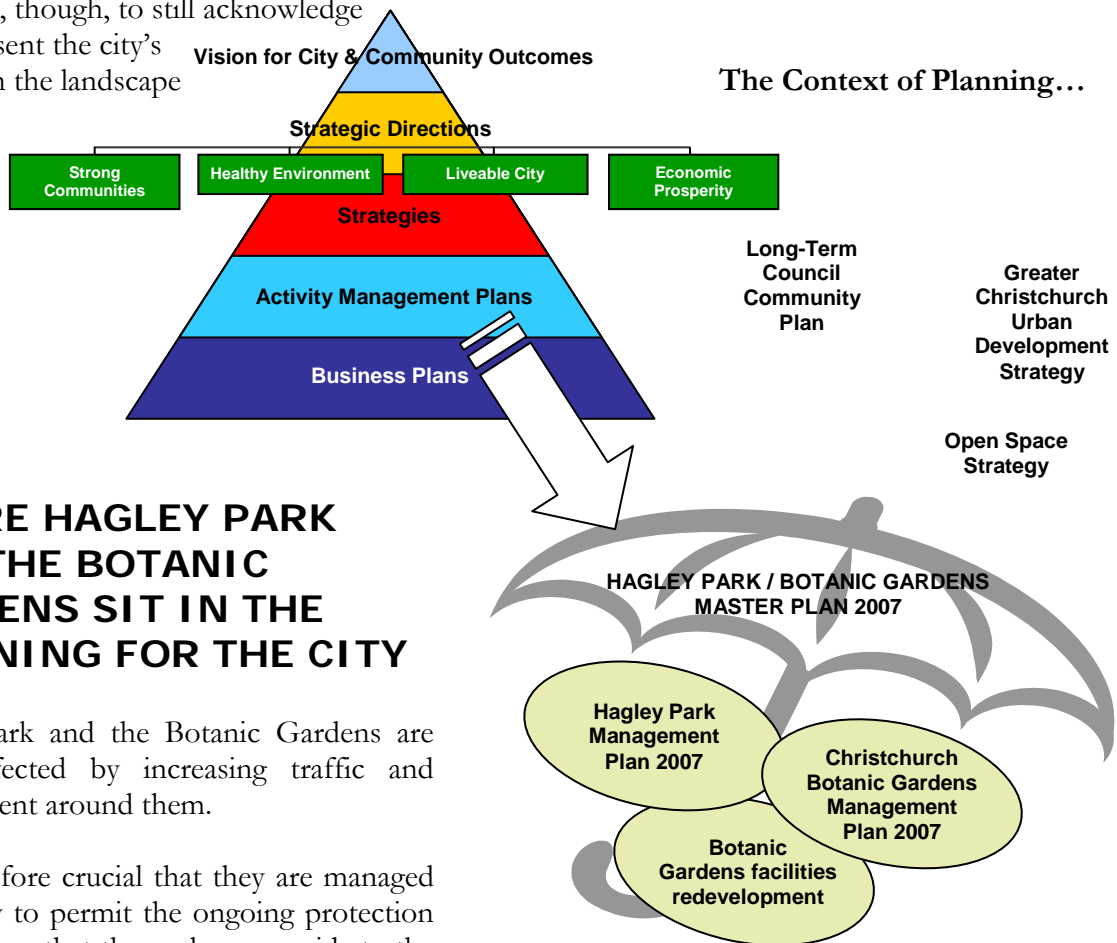 , though, to still acknowledge
sent the city's
the landscape
The Context of Planning…
Vision for City & Community Outcomes
Strategic Directions
Strong
Communities
Healthy Environment
Liveable City
Economic
Prosperity
Strategies
Activity Management Plans
Business Plans
Long-Term
Council
Community
Plan
Greater
Christchurch
Urban
Development
Strategy
Open Space
Strategy
RE HAGLEY PARK
THE BOTANIC
ENS SIT IN THE
NING FOR THE CITY
ark and the Botanic Gardens are
fected by increasing traffic and
ent around them.
efore crucial that they are managed
to permit the ongoing protection
HAGLEY PARK / BOTANIC GARDENS
MASTER PLAN 2007
Hagley Park
Management
Plan 2007
Christchurch
Botanic Gardens
Management
Plan 2007
Botanic
Gardens facilities
redevelopment